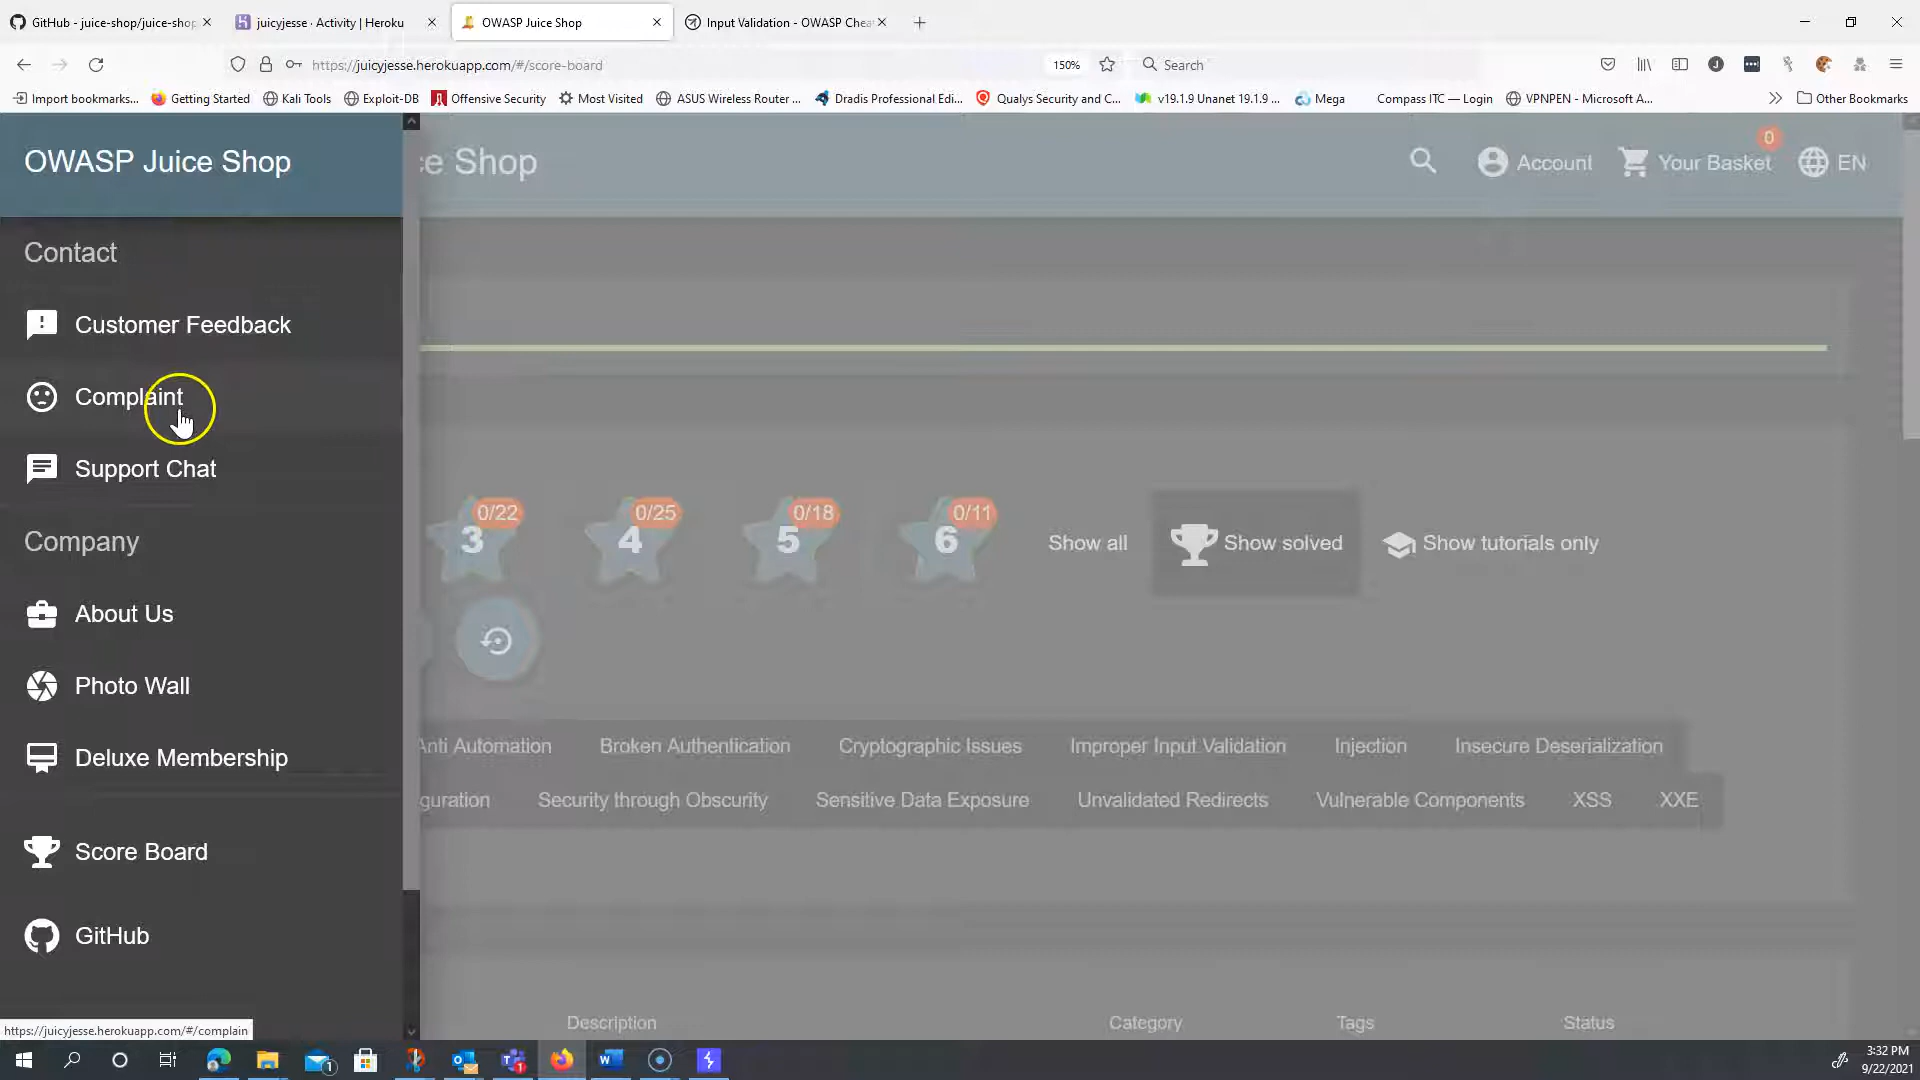 GitHub - juice-shop/juice-shop
juicyjesse · Activity | Heroku
OWASP Juice Shop
Input Validation - OWASP Chea
https://juicyjesse.herokuapp.com/#/score-board
150%
Search
Import bookmarks...
Getting Started
Kali Tools
Exploit-DB
Offensive Security
Most Visited
ASUS Wireless Router ...
Dradis Professional Edi...
Qualys Security and C...
v19.1.9 Unanet 19.1.9 ...
Mega
Compass ITC — Login
VPNPEN - Microsoft A...
Other Bookmarks
OWASP Juice Shop
ce Shop
Account
0
Your Basket
EN
Contact
Customer Feedback
Complaint
Support Chat
Company
About Us
Photo Wall
Deluxe Membership
Score Board
GitHub
3
0/22
4
0/25
5
0/18
6
0/11
Show all
Show solved
Show tutorials only
Anti Automation
Broken Authentication
Cryptographic Issues
Improper Input Validation
Injection
Insecure Deserialization
guration
Security through Obscurity
Sensitive Data Exposure
Unvalidated Redirects
Vulnerable Components
XSS
XXE
Description
Category
Tags
Status
https://juicyjesse.herokuapp.com/#/complain
3:32 PM
9/22/2021